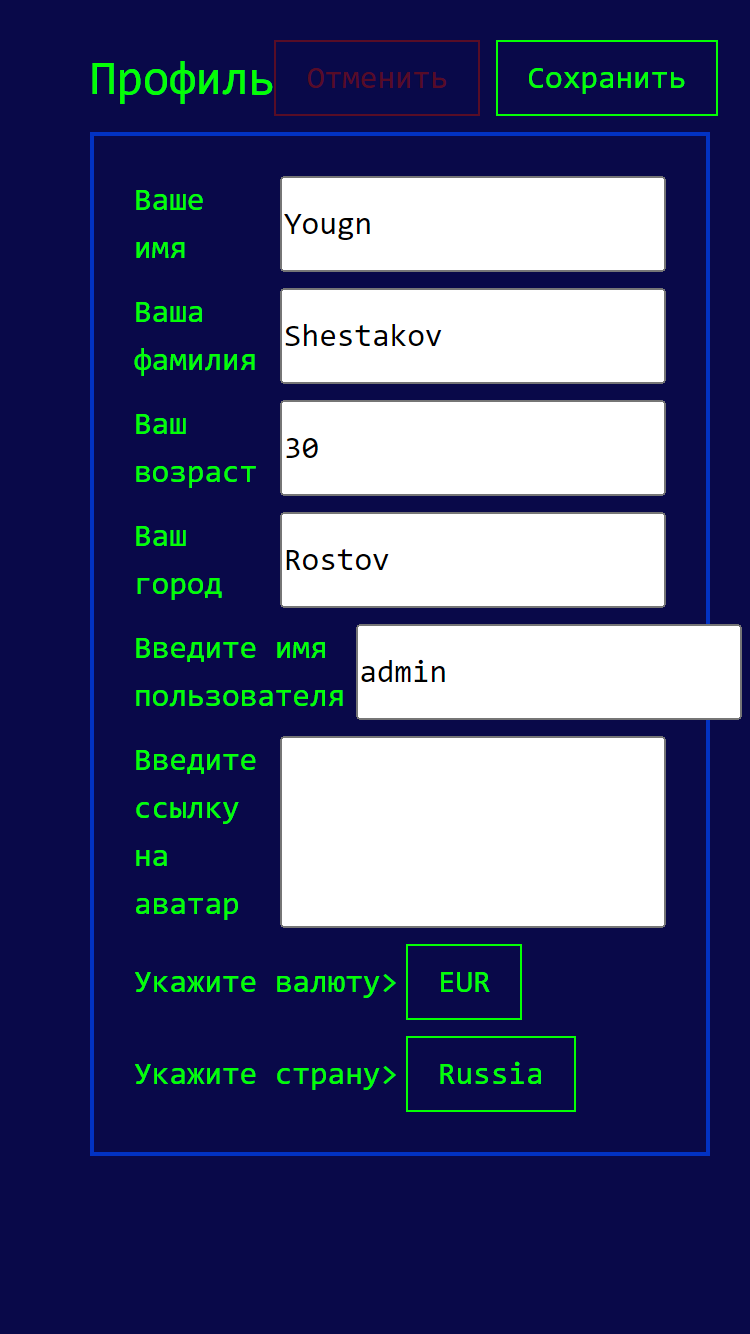 Профиль Отменить Сохранить
Ваше
имя
Yougn
Ваша
фамилия
Shestakov
Ваш
возраст
30
Ваш
город
Rostov
Введите имя
пользователя
admin
Введите
ссылку
на
аватар
Укажите валюту> EUR
Укажите страну> Russia